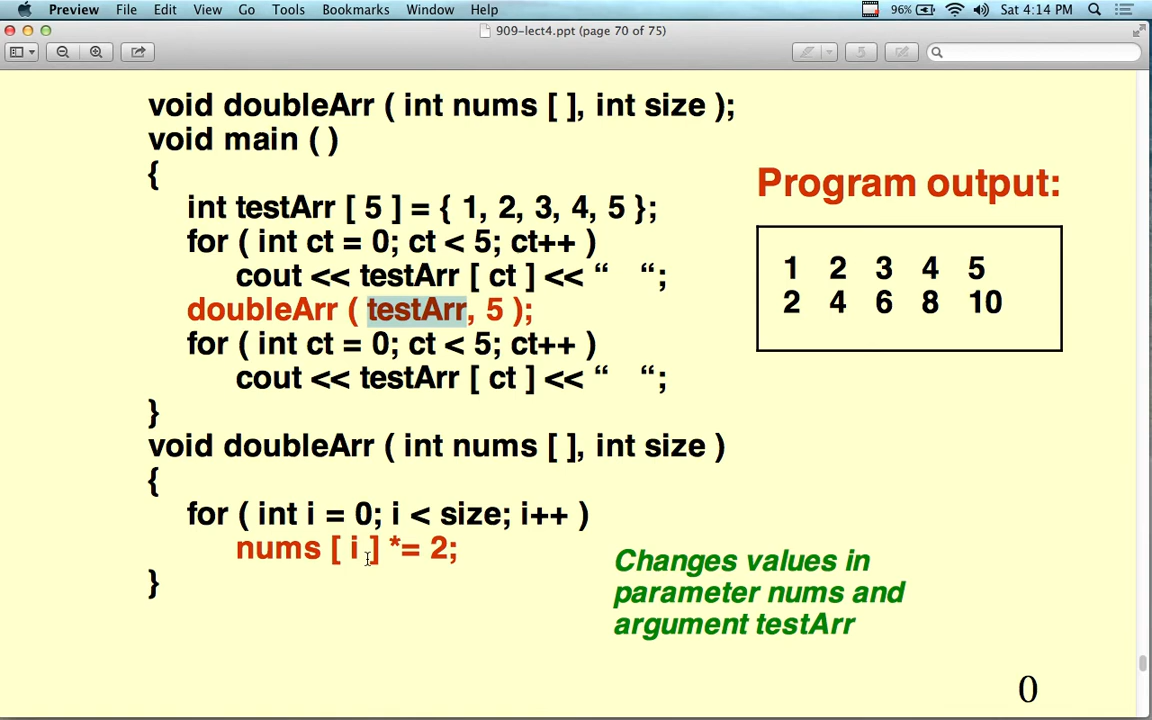 Preview File Edit View Go Tools Bookmarks Window Help 96% Sat 4:14 PM
909-lect4.ppt (page 70 of 75)
void doubleArr ( int nums [ ], int size );
void main ( )
{
int testArr [ 5 ] = { 1, 2, 3, 4, 5 };
for ( int ct = 0; ct < 5; ct++ )
cout << testArr [ ct ] << “ “;
doubleArr ( testArr, 5 );
for ( int ct = 0; ct < 5; ct++ )
cout << testArr [ ct ] << “ “;
}
void doubleArr ( int nums [ ], int size )
{
for ( int i = 0; i < size; i++ )
nums [ i ] *= 2;
}
Program output:
1 2 3 4 5
2 4 6 8 10
Changes values in
parameter nums and
argument testArr
0